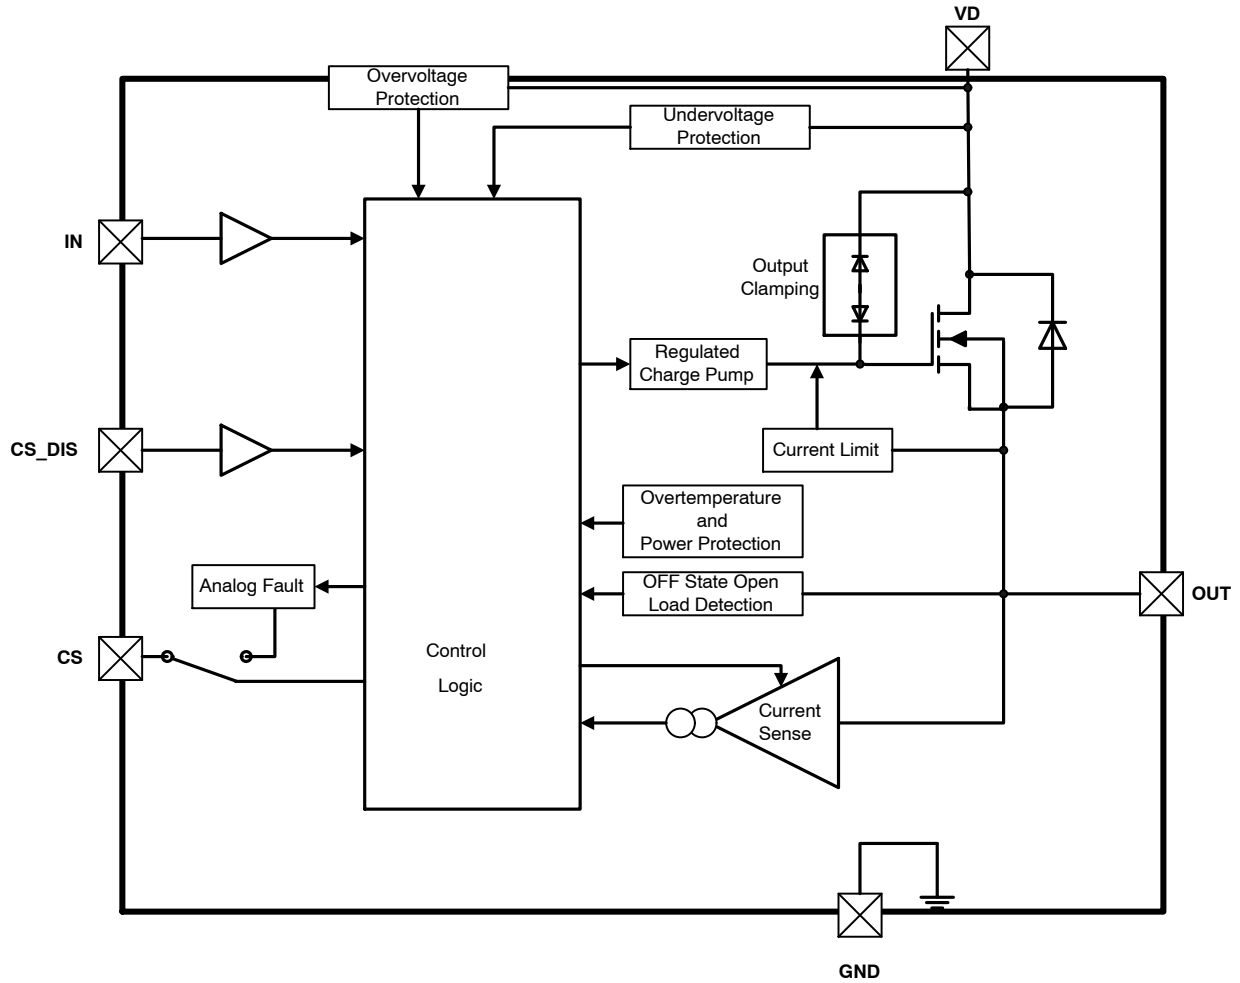 VD
Overvoltage
Protection
Undervoltage
Protection
IN
Output
Clamping
Regulated
Charge Pump
CS_DIS
Current Limit
Overtemperature
and
Power Protection
Analog Fault
OFF State Open
Load Detection
OUT
CS
Control
Logic
Current
Sense
GND